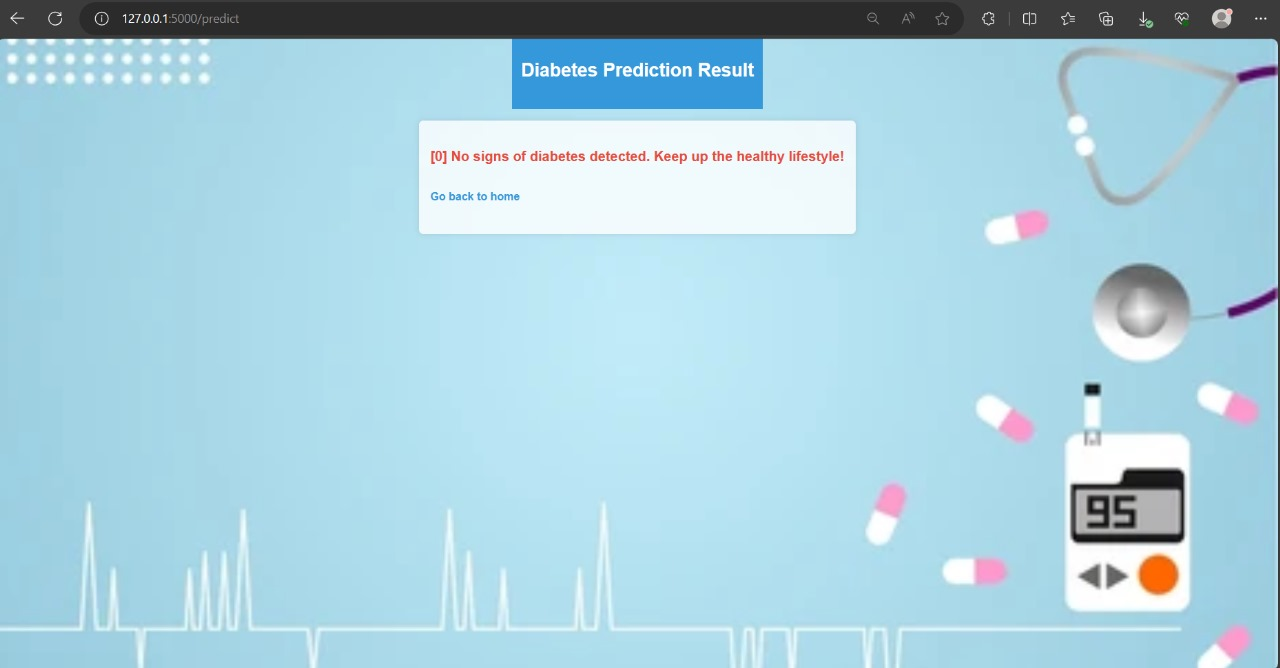 127.0.0.1:5000/predict
Diabetes Prediction Result
[0] No signs of diabetes detected. Keep up the healthy lifestyle!
Go back to home
95